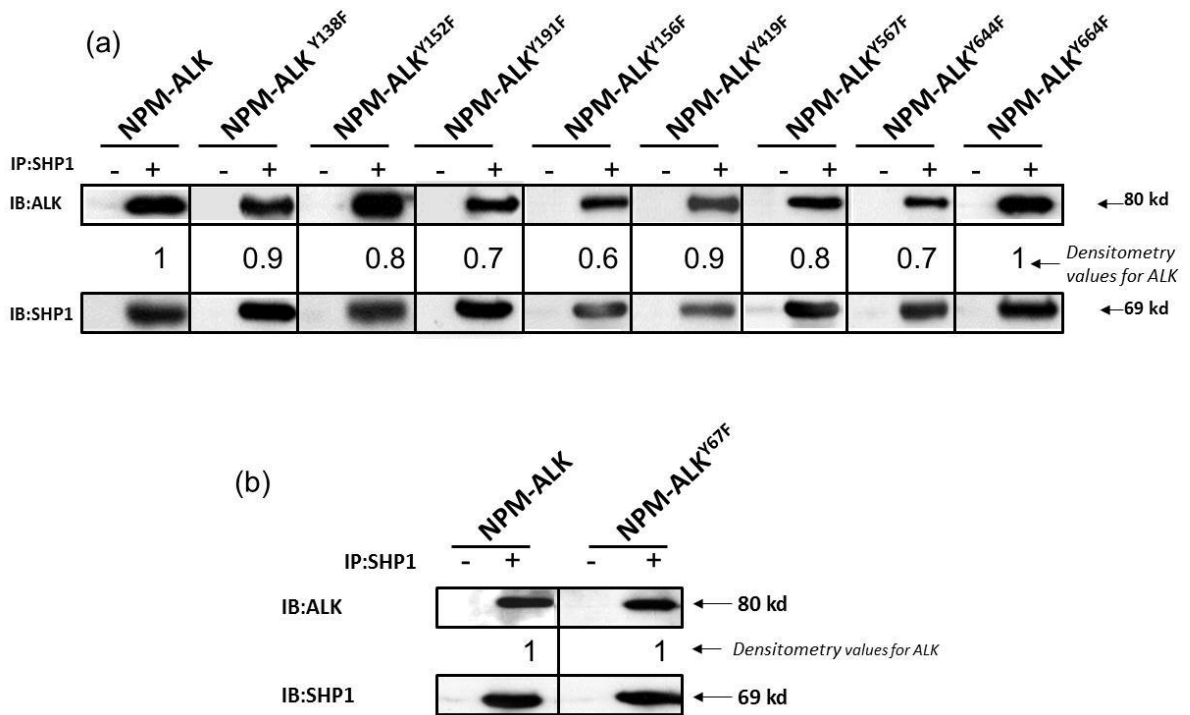 (a)
NPM-ALK NPM-ALK Y138F NPM-ALK Y152F NPM-ALK Y191F NPM-ALK Y156F NPM-ALK Y419F NPM-ALK Y567F NPM-ALK Y644F NPM-ALK Y664F
IP:SHP1 - + - + - + - + - + - + - + - + - +
IB:ALK 80 kd
1 0.9 0.8 0.7 0.6 0.9 0.8 0.7 1 Densitometry
values for ALK
IB:SHP1 69 kd
(b)
NPM-ALK NPM-ALK Y67F
IP:SHP1 - + - +
IB:ALK 80 kd
1 1 Densitometry values for ALK
IB:SHP1 69 kd